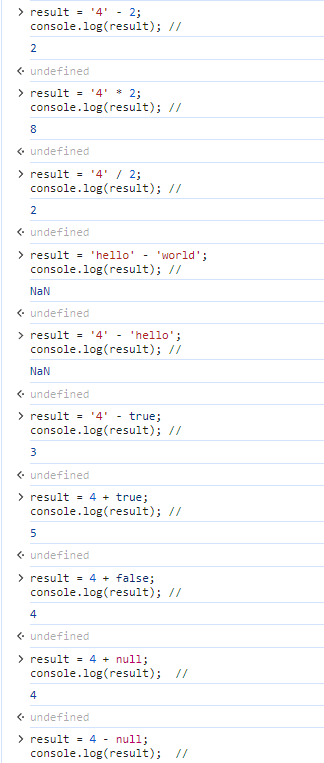 > result = '4' - 2;
console.log(result); //
2
<· undefined
> result = '4' * 2;
console.log(result); //
8
<· undefined
> result = '4' / 2;
console.log(result); //
2
<· undefined
> result = 'hello' - 'world';
console.log(result); //
NaN
<· undefined
> result = '4' - 'hello';
console.log(result); //
NaN
<· undefined
> result = '4' - true;
console.log(result); //
3
<· undefined
> result = 4 + true;
console.log(result); //
5
<· undefined
> result = 4 + false;
console.log(result); //
4
<· undefined
> result = 4 + null;
console.log(result);  //
4
<· undefined
> result = 4 - null;
console.log(result);  //